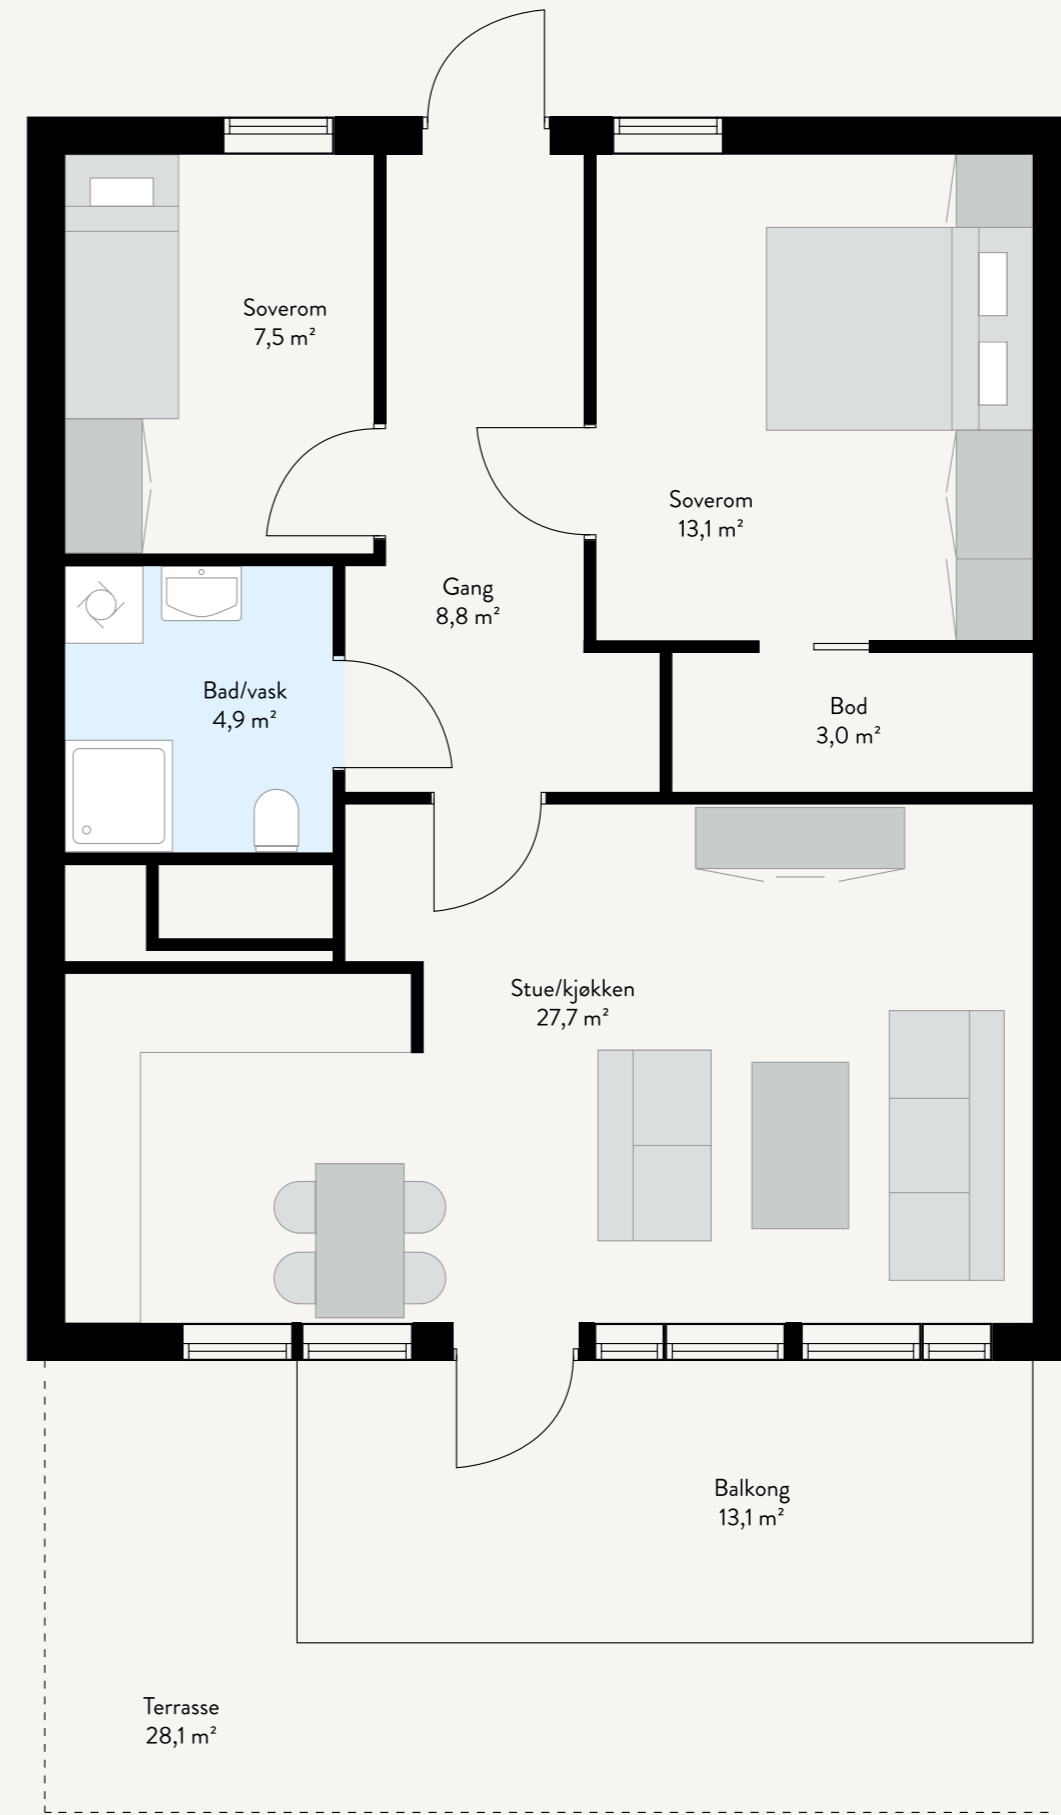 Soverom
7,5 m²
Soverom
13,1 m²
Gang
8,8 m²
Bad/vask
4,9 m²
Bod
3,0 m²
Stue/kjøkken
27,7 m²
Balkong
13,1 m²
Terrasse
28,1 m²